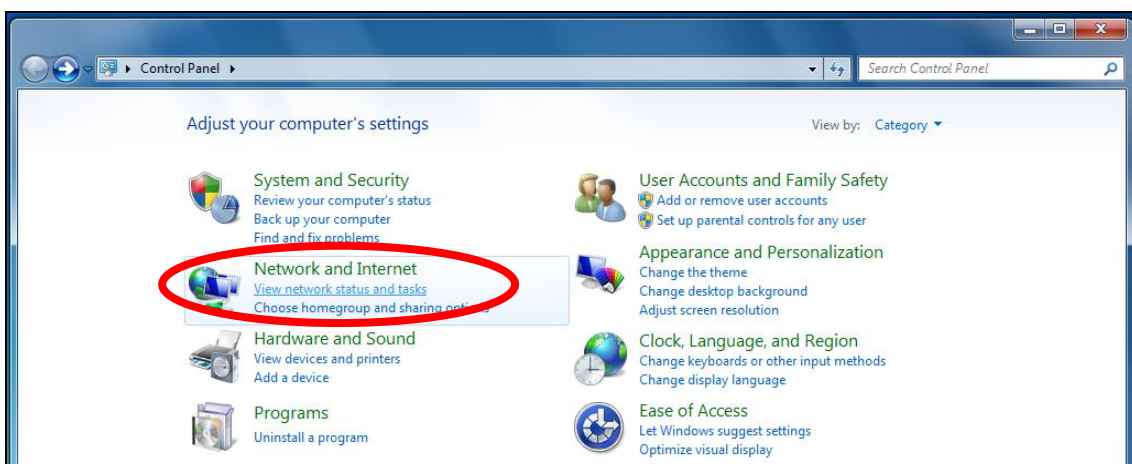 Control Panel
Search Control Panel
Adjust your computer's settings
View by: Category
System and Security
Review your computer's status
Back up your computer
Find and fix problems
Network and Internet
View network status and tasks
Choose homegroup and sharing options
Hardware and Sound
View devices and printers
Add a device
Programs
Uninstall a program
User Accounts and Family Safety
Add or remove user accounts
Set up parental controls for any user
Appearance and Personalization
Change the theme
Change desktop background
Adjust screen resolution
Clock, Language, and Region
Change keyboards or other input methods
Change display language
Ease of Access
Let Windows suggest settings
Optimize visual display